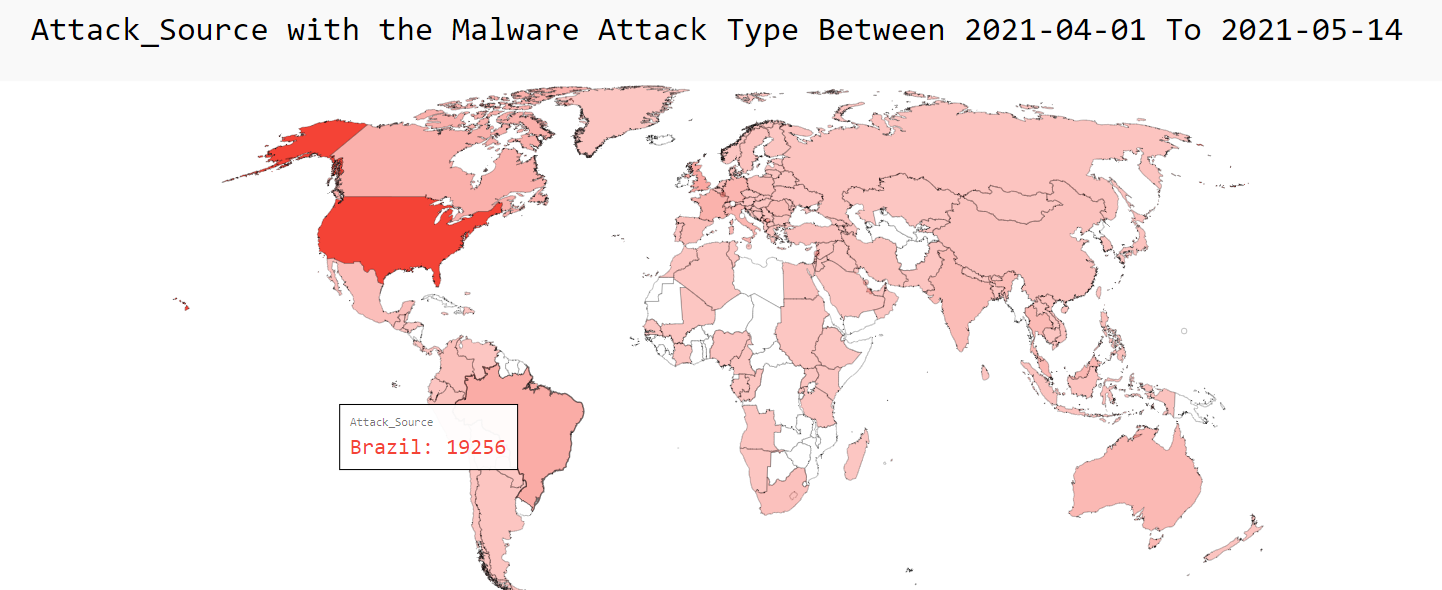 Attack_Source with the Malware Attack Type Between 2021-04-01 To 2021-05-14
Attack_Source
Brazil: 19256